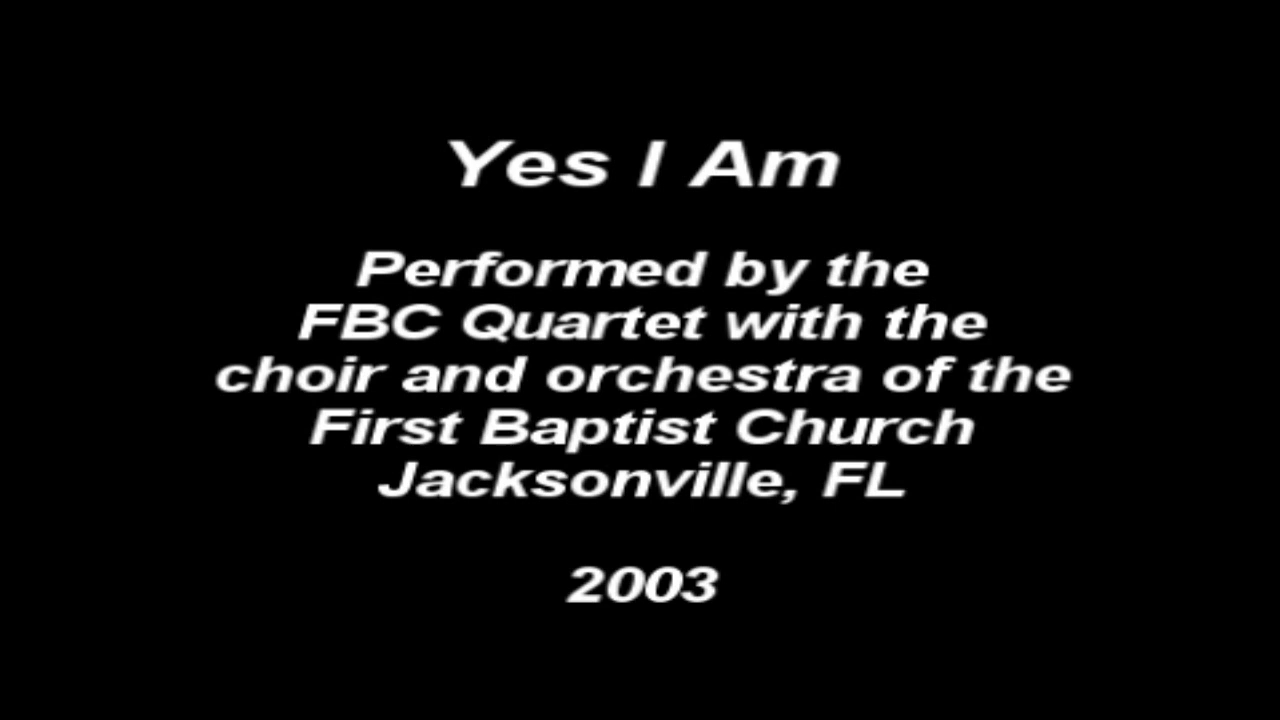 Yes I Am
Performed by the
FBC Quartet with the
choir and orchestra of the
First Baptist Church
Jacksonville, FL
2003